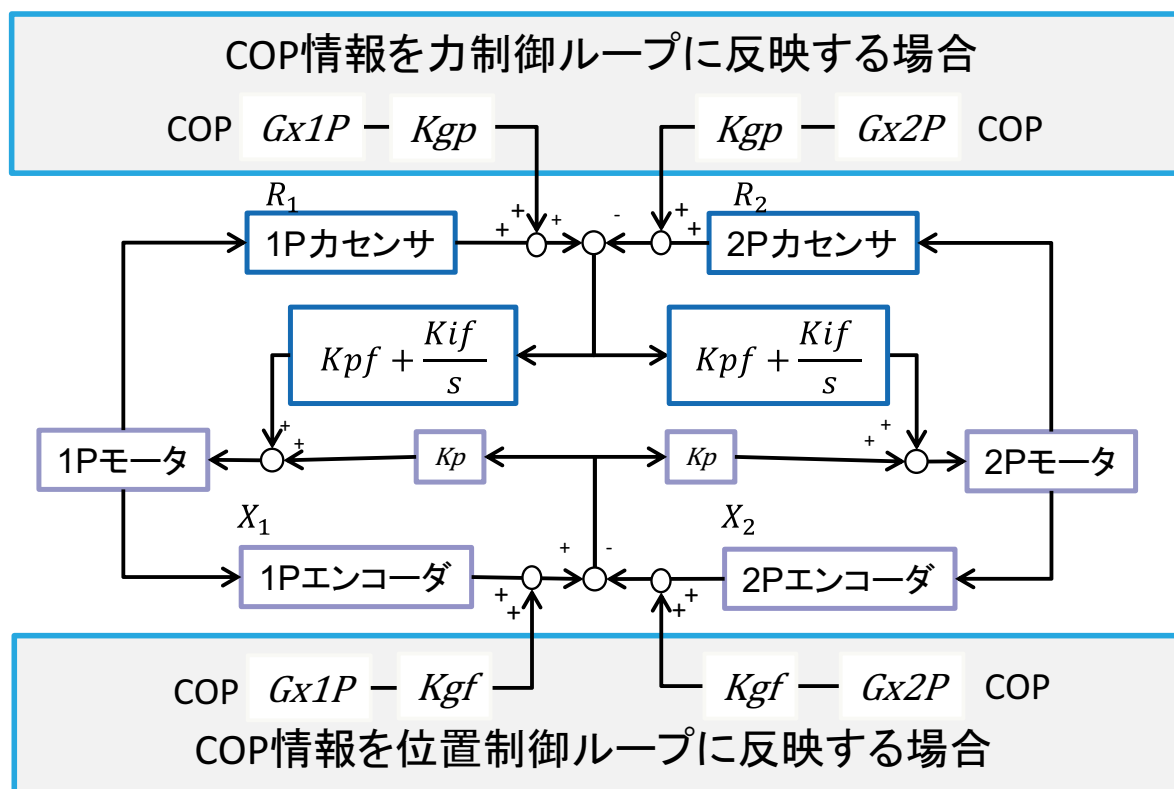 COP情報を力制御ループに反映する場合
COP Gx1P Kgp Kgp Gx2P COP
R₁ + + - + R₂
1P力センサ + + 2P力センサ
Kpf + Kif/s Kpf + Kif/s
+ + + +
1Pモータ Kp Kp 2Pモータ
X₁ + - X₂
1Pエンコーダ 2Pエンコーダ
+ + + +
COP Gx1P Kgf Kgf Gx2P COP
COP情報を位置制御ループに反映する場合